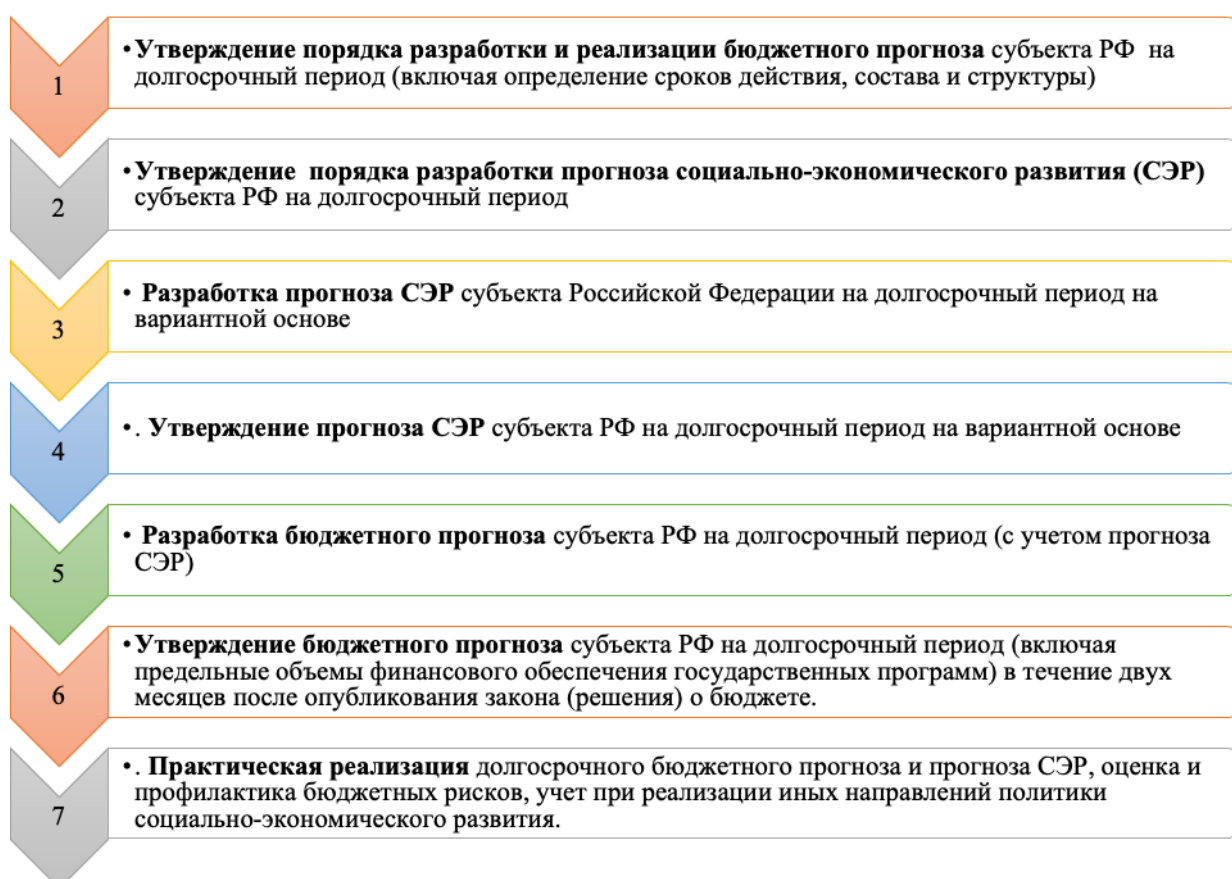 1
•Утверждение порядка разработки и реализации бюджетного прогноза субъекта РФ на
долгосрочный период (включая определение сроков действия, состава и структуры)
2
•Утверждение порядка разработки прогноза социально-экономического развития (СЭР)
субъекта РФ на долгосрочный период
3
• Разработка прогноза СЭР субъекта Российской Федерации на долгосрочный период на
вариантной основе
4
•. Утверждение прогноза СЭР субъекта РФ на долгосрочный период на вариантной основе
5
• Разработка бюджетного прогноза субъекта РФ на долгосрочный период (с учетом прогноза
СЭР)
6
•Утверждение бюджетного прогноза субъекта РФ на долгосрочный период (включая
предельные объемы финансового обеспечения государственных программ) в течение двух
месяцев после опубликования закона (решения) о бюджете.
7
•. Практическая реализация долгосрочного бюджетного прогноза и прогноза СЭР, оценка и
профилактика бюджетных рисков, учет при реализации иных направлений политики
социально-экономического развития.